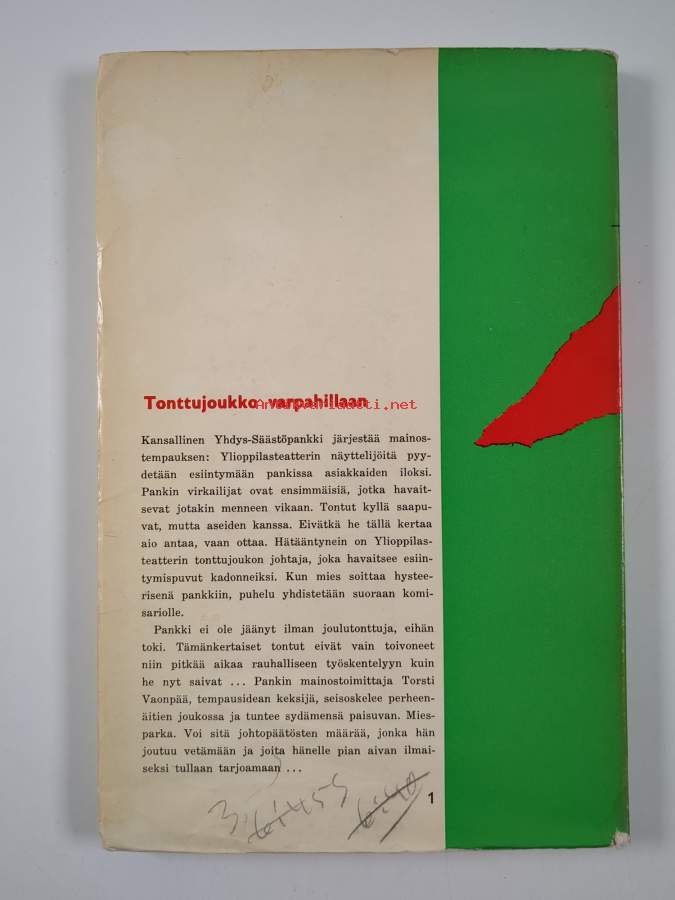 Tonttujoukko varpahillaan
Antikvariaatti.net
Kansallinen Yhdys-Säästöpankki järjestää mainos-
tempauksen: Ylioppilasteatterin näyttelijöitä pyy-
detään esiintymään pankissa asiakkaiden iloksi.
Pankin virkailijat ovat ensimmäisiä, jotka havait-
sevat jotakin menneen vikaan. Tontut kyllä saapu-
vat, mutta aseiden kanssa. Eivätkä he tällä kertaa
aio antaa, vaan ottaa. Hätääntynein on Ylioppilas-
teatterin tonttujoukon johtaja, joka havaitsee esiin-
tymispuvut kadonneiksi. Kun mies soittaa hystee-
risenä pankkiin, puhelu yhdistetään suoraan komi-
sariolle.
Pankki ei ole jäänyt ilman joulutonttuja, eihän
toki. Tämänkertaiset tontut eivät vain toivoneet
niin pitkää aikaa rauhalliseen työskentelyyn kuin
he nyt saivat ... Pankin mainostoimittaja Torsti
Vaonpää, tempausidean keksijä, seisoskelee perheen-
äitien joukossa ja tuntee sydämensä paisuvan. Mies-
parka. Voi sitä johtopäätösten määrää, jonka hän
joutuu vetämään ja joita hänelle pian aivan ilmai-
seksi tullaan tarjoamaan ...
1